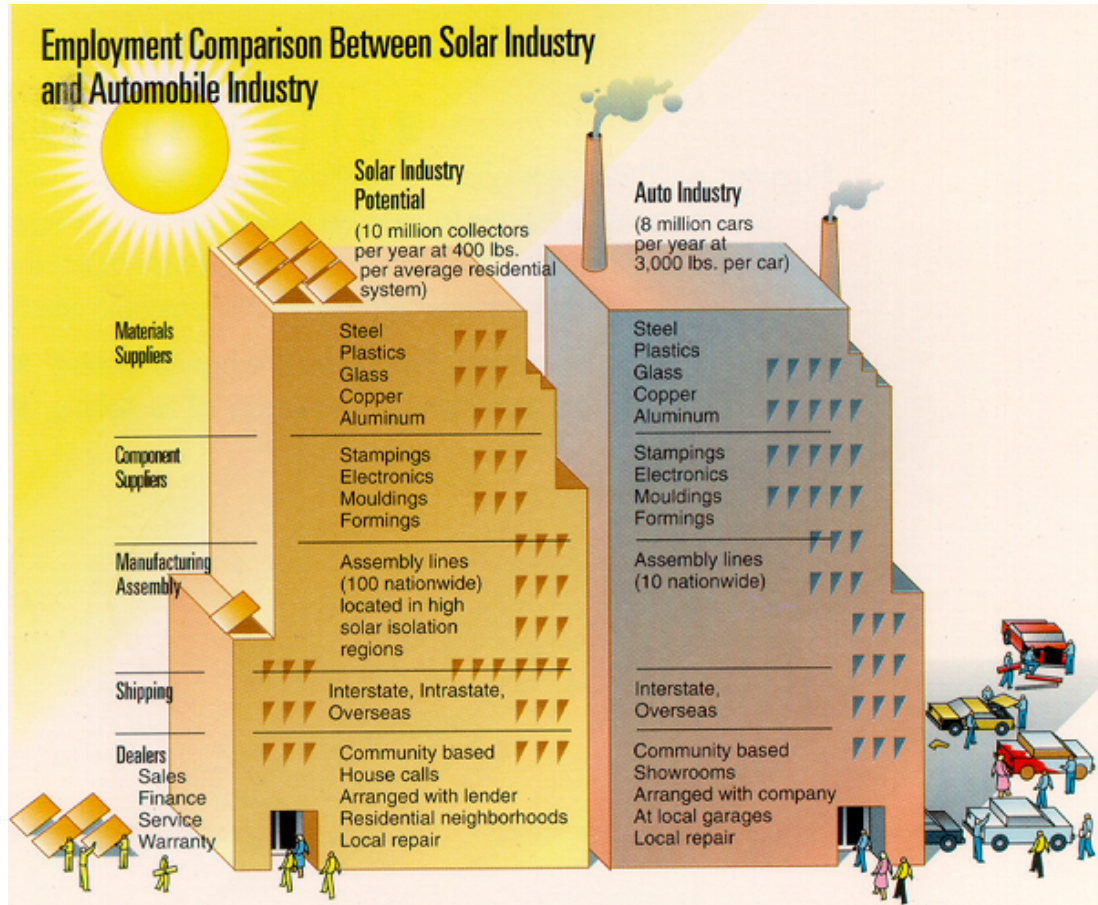 Employment Comparison Between Solar Industry
and Automobile Industry
Solar Industry
Potential
(10 million collectors
per year at 400 lbs.
per average residential
system)
Auto Industry
(8 million cars
per year at
3,000 lbs. per car)
Materials
Suppliers
Steel
Plastics
Glass
Copper
Aluminum
Steel
Plastics
Glass
Copper
Aluminum
Component
Suppliers
Stampings
Electronics
Mouldings
Formings
Stampings
Electronics
Mouldings
Formings
Manufacturing
Assembly
Assembly lines
(100 nationwide)
located in high
solar isolation
regions
Assembly lines
(10 nationwide)
Shipping
Interstate, Intrastate,
Overseas
Interstate,
Overseas
Dealers
Sales
Finance
Service
Warranty
Community based
House calls
Arranged with lender
Residential neighborhoods
Local repair
Community based
Showrooms
Arranged with company
At local garages
Local repair